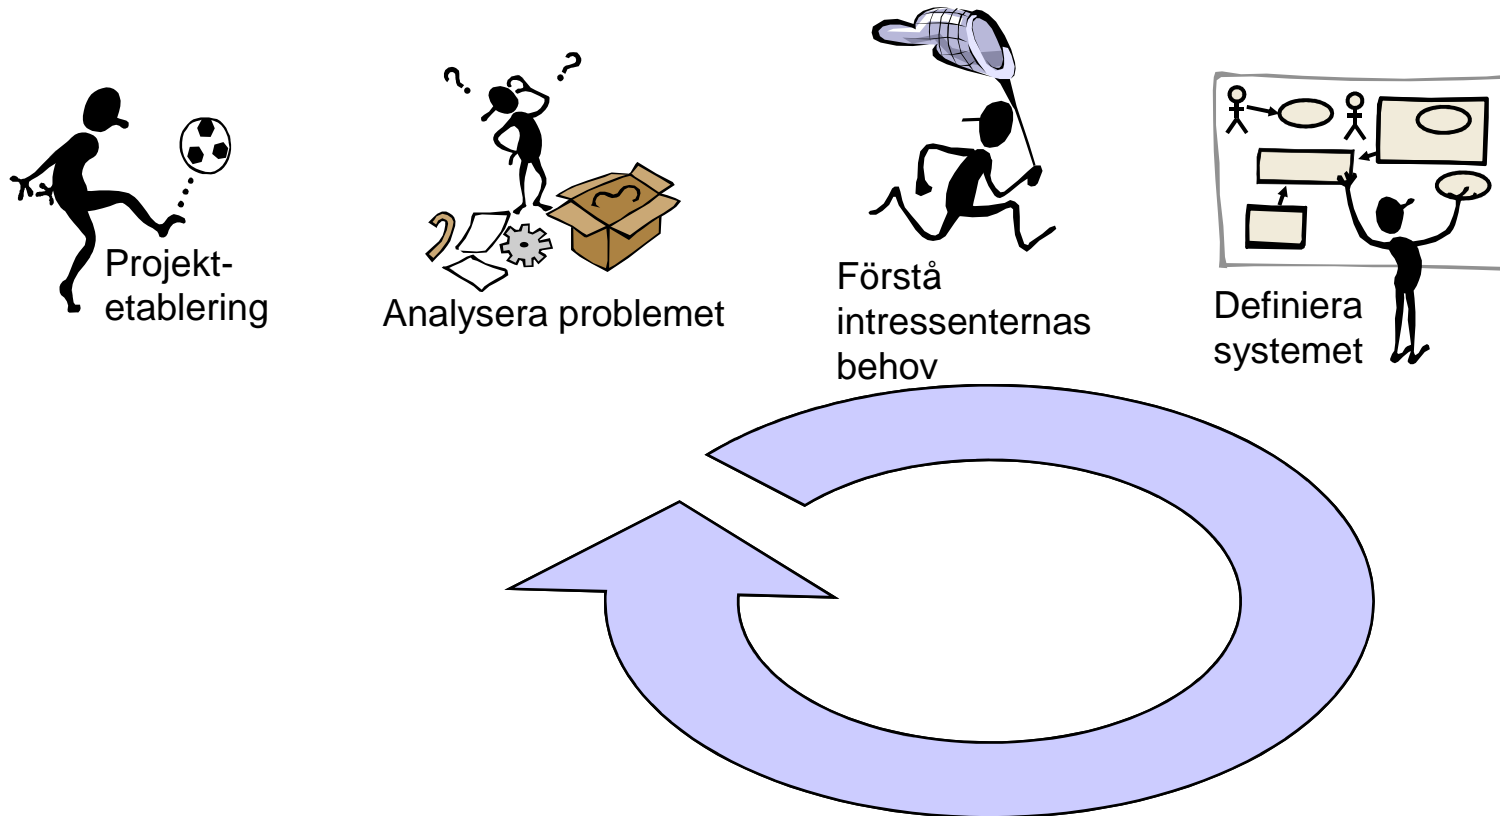 Projekt-
etablering
Analysera problemet
Förstå
intressenternas
behov
Definiera
systemet